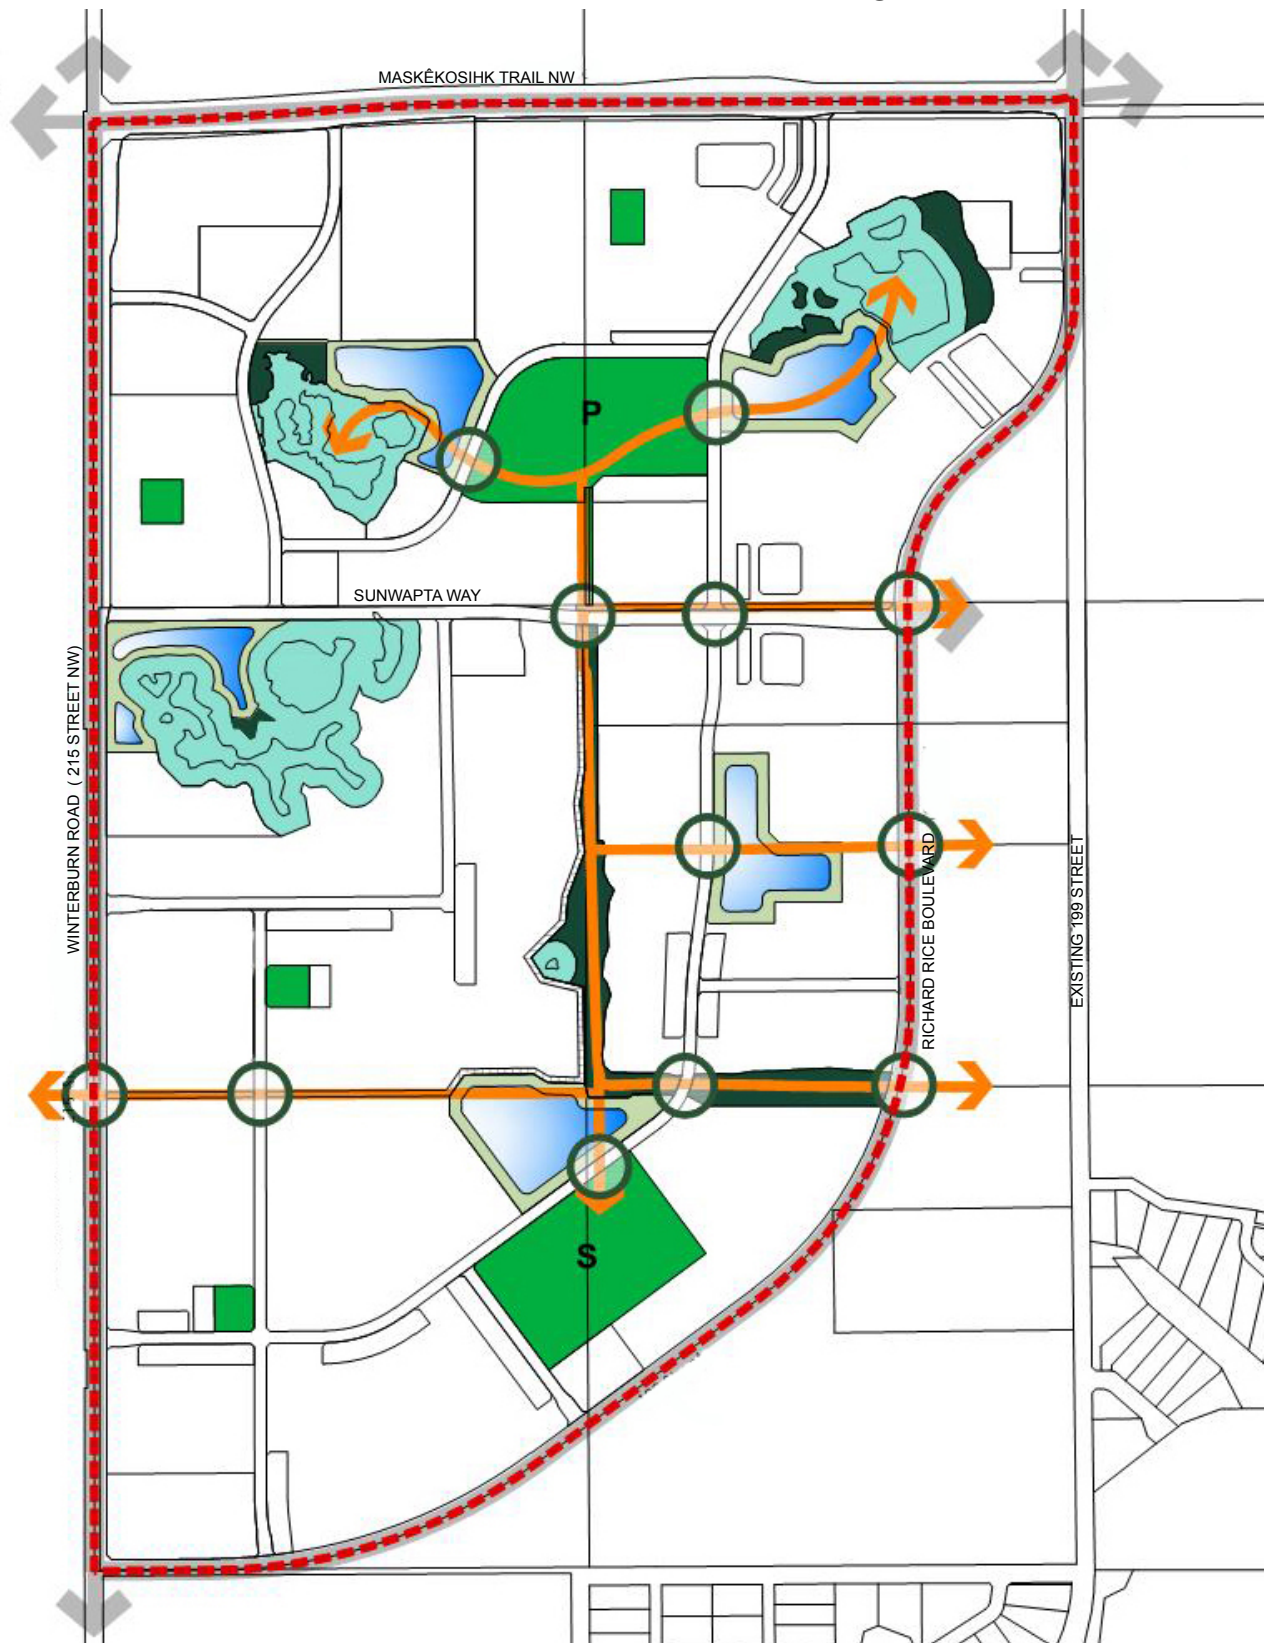 MASKÊKOSIHK TRAIL NW
P
SUNWAPTA WAY
WINTERBURN ROAD ( 215 STREET NW)
RICHARD RICE BOULEVARD
EXISTING 199 STREET
S